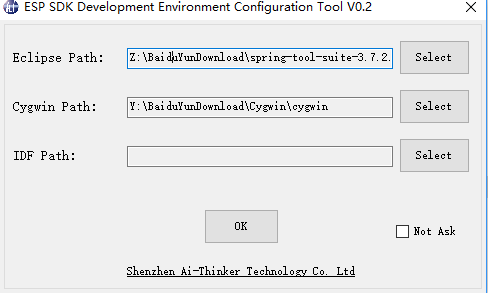 ESP SDK Development Environment Configuration Tool V0.2
Eclipse Path: Z:\BaiduYunDownload\spring-tool-suite-3.7.2. Select
Cygwin Path: Y:\BaiduYunDownload\Cygwin\cygwin Select
IDF Path: Select
OK
Not Ask
Shenzhen Ai-Thinker Technology Co. Ltd